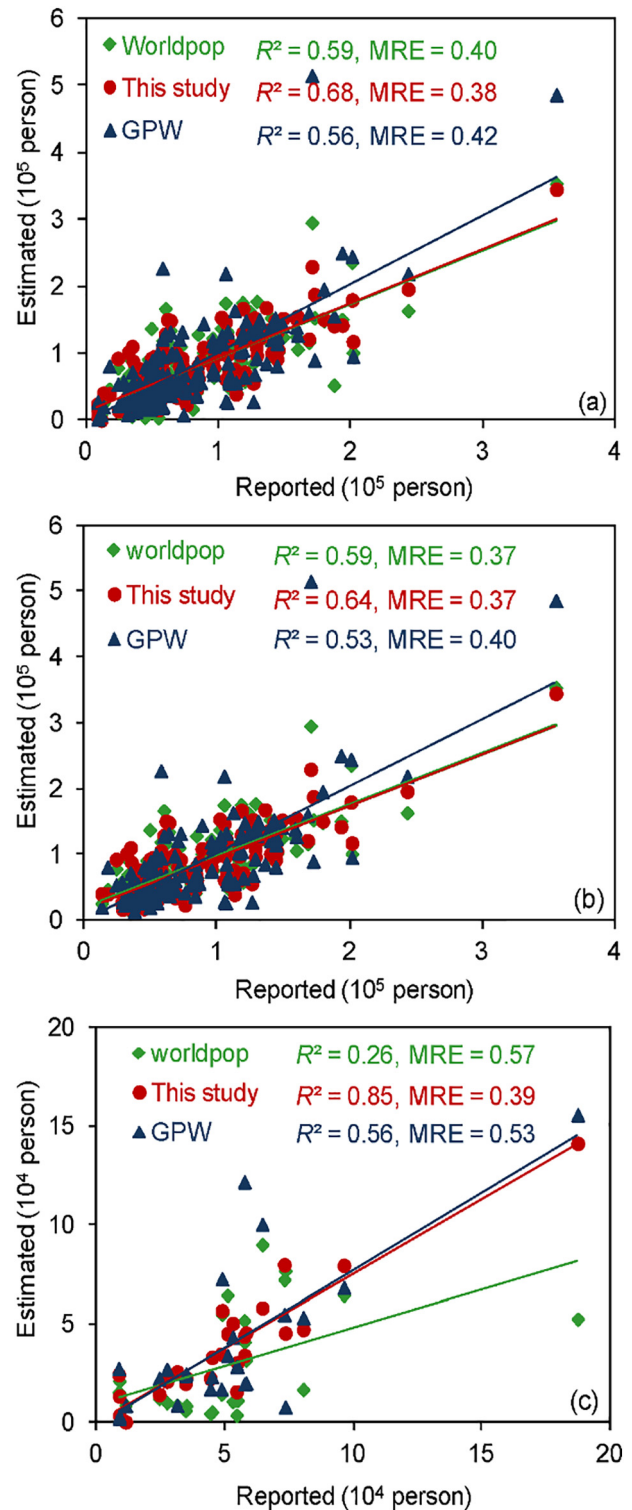 6
Worldpop R² = 0.59, MRE = 0.40
This study R² = 0.68, MRE = 0.38
GPW R² = 0.56, MRE = 0.42
5
4
3
2
1
0
Estimated (10⁵ person)
(a)
0 1 2 3 4
Reported (10⁵ person)
6
worldpop R² = 0.59, MRE = 0.37
This study R² = 0.64, MRE = 0.37
GPW R² = 0.53, MRE = 0.40
5
4
3
2
1
0
Estimated (10⁵ person)
(b)
0 1 2 3 4
Reported (10⁵ person)
20
worldpop R² = 0.26, MRE = 0.57
This study R² = 0.85, MRE = 0.39
GPW R² = 0.56, MRE = 0.53
15
10
5
0
Estimated (10⁴ person)
(c)
0 5 10 15 20
Reported (10⁴ person)